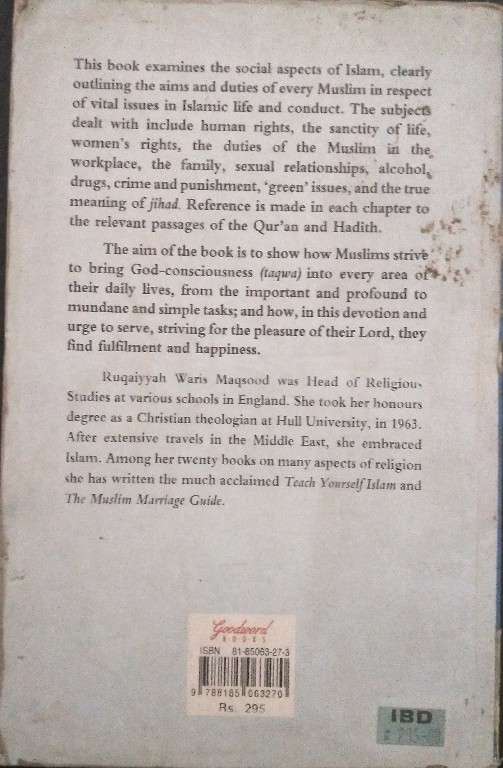 This book examines the social aspects of Islam, clearly
outlining the aims and duties of every Muslim in respect
of vital issues in Islamic life and conduct. The subjects
dealt with include human rights, the sanctity of life,
women's rights, the duties of the Muslim in the
workplace, the family, sexual relationships, alcohol,
drugs, crime and punishment, 'green' issues, and the true
meaning of jihad. Reference is made in each chapter to
the relevant passages of the Qur'an and Hadith.
The aim of the book is to show how Muslims strive
to bring God-consciousness (taqwa) into every area of
their daily lives, from the important and profound to
mundane and simple tasks; and how, in this devotion and
urge to serve, striving for the pleasure of their Lord, they
find fulfilment and happiness.
Ruqaiyyah Waris Maqsood was Head of Religious
Studies at various schools in England. She took her honours
degree as a Christian theologian at Hull University, in 1963.
After extensive travels in the Middle East, she embraced
Islam. Among her twenty books on many aspects of religion
she has written the much acclaimed Teach Yourself Islam and
The Muslim Marriage Guide.
Goodword
BOOKS
ISBN 81-85063-27-3
9 788185 063270
Rs. 295
IBD